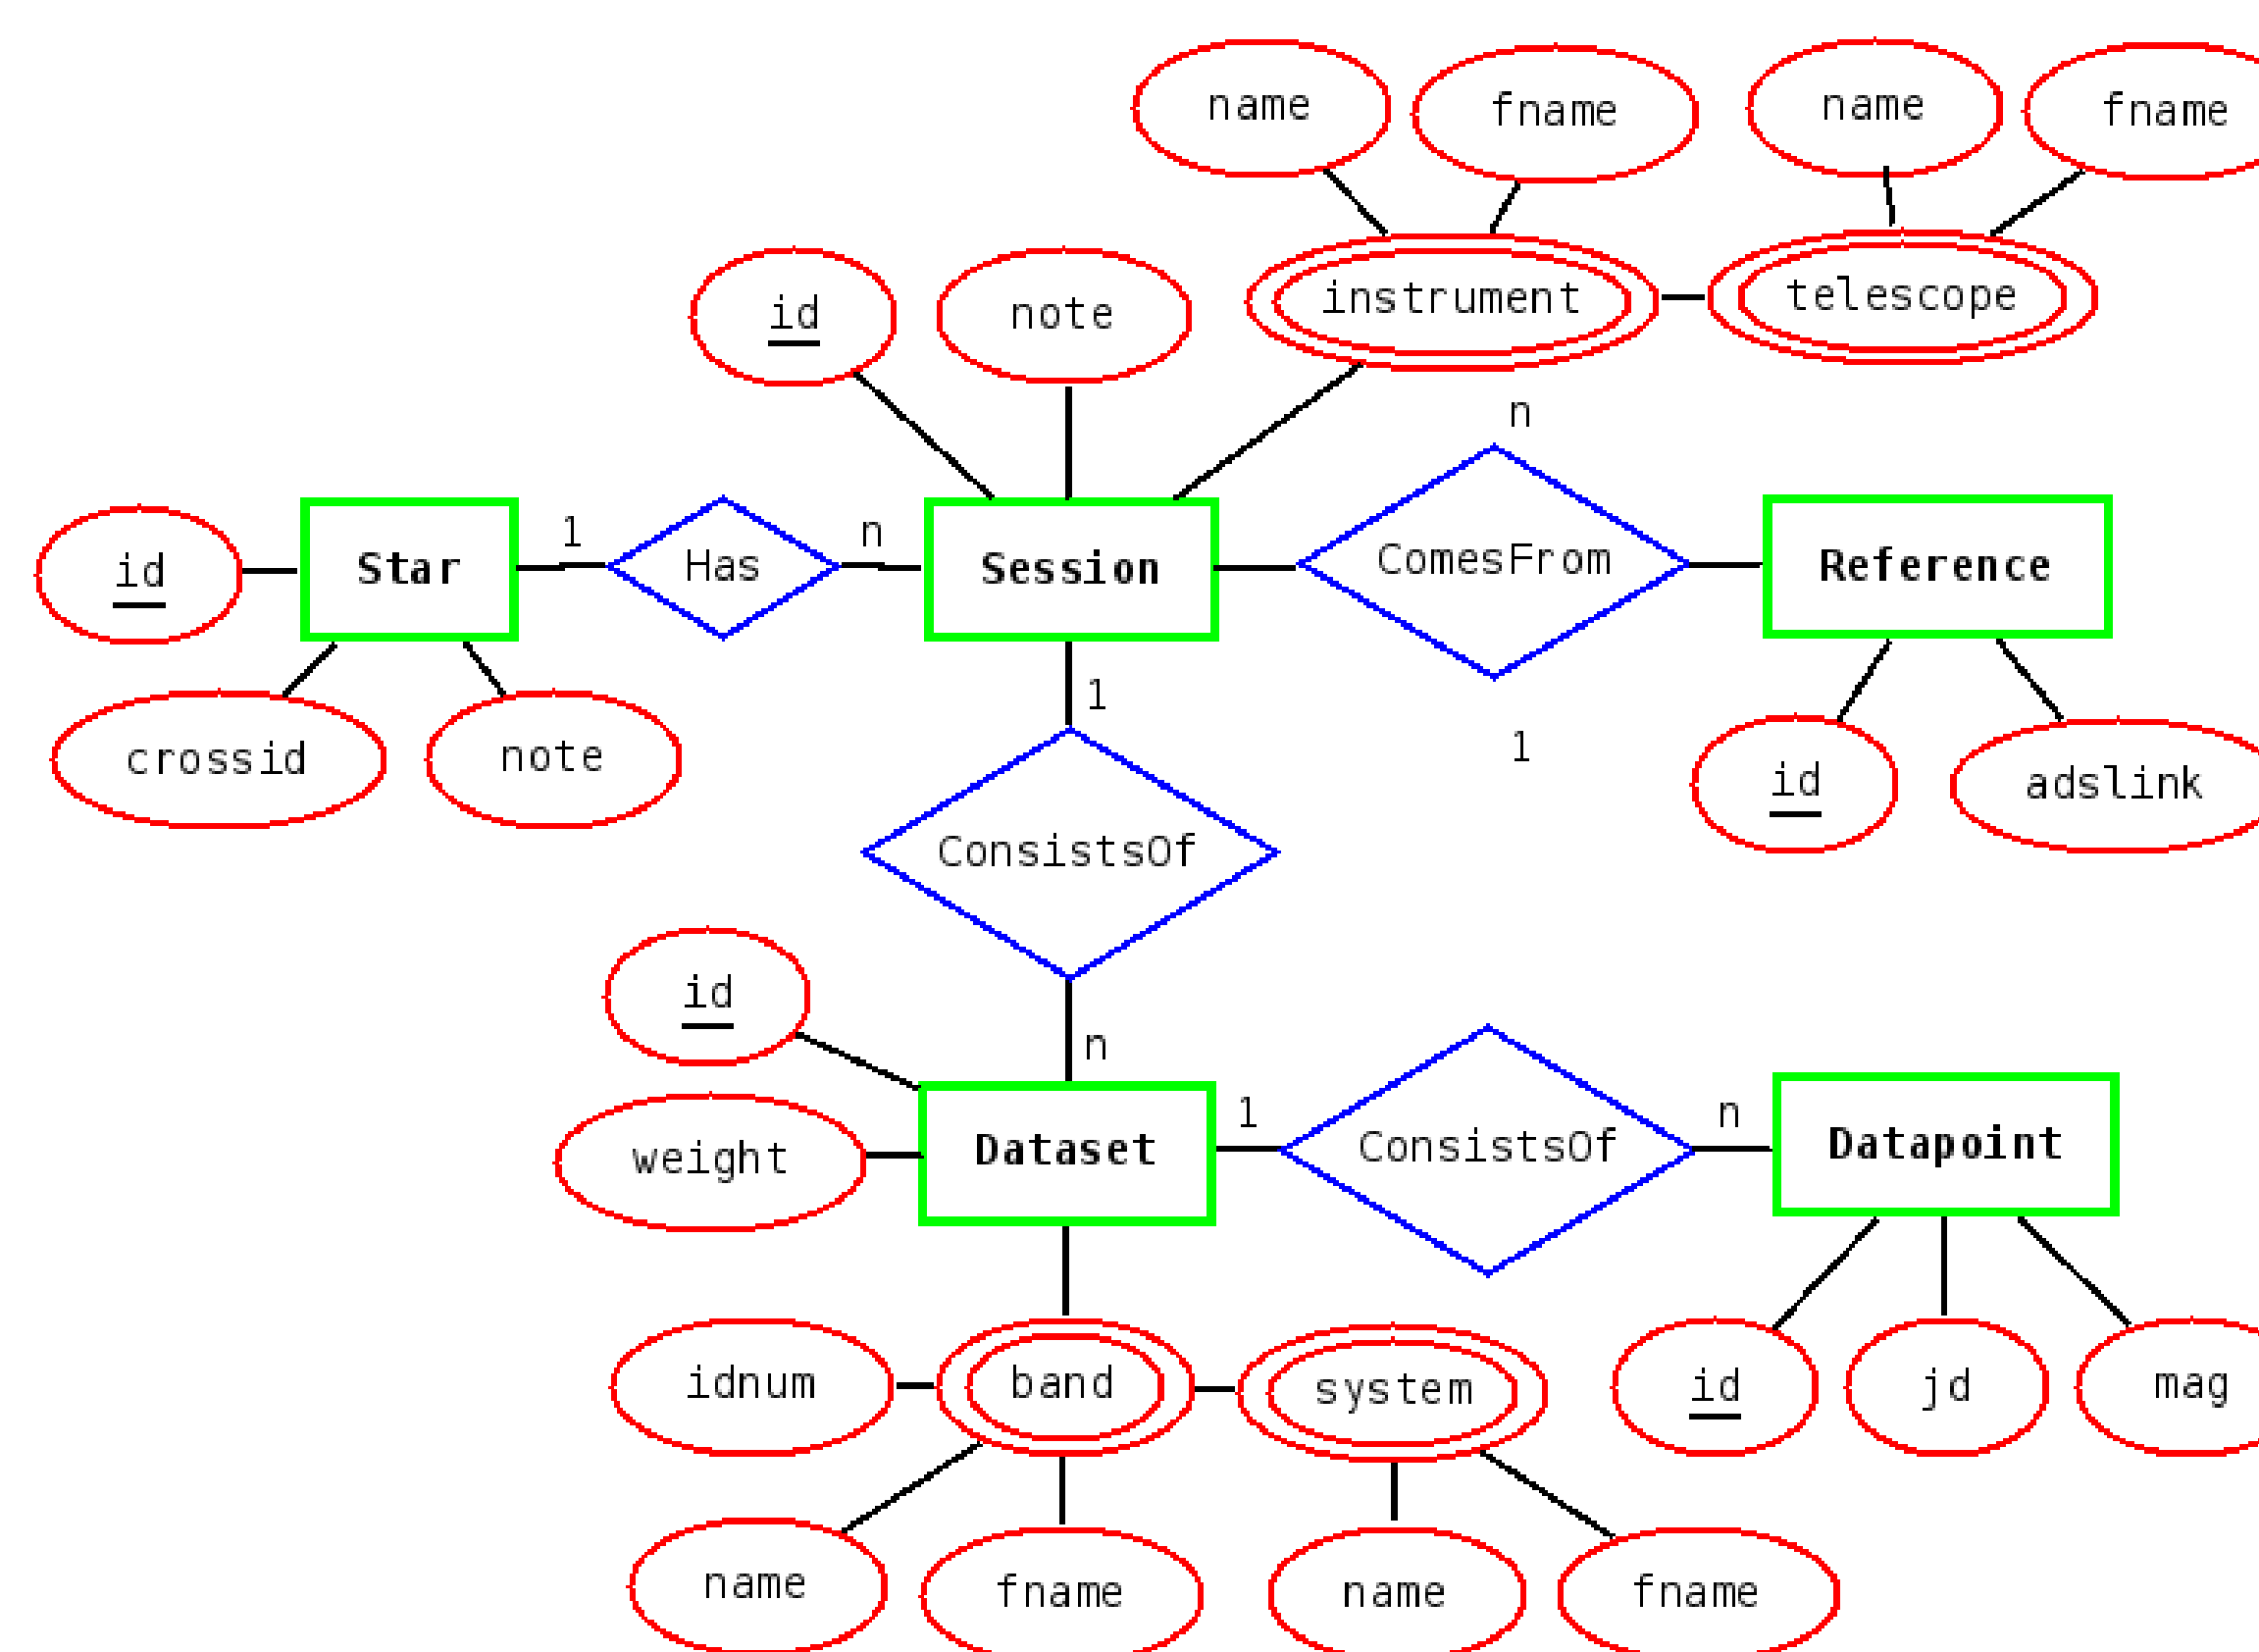 name
fname
name
fname
id
note
instrument
telescope
n
id
Star
1
Has
n
Session
ComesFrom
Reference
crossid
note
1
1
id
adslink
ConsistsOf
id
n
weight
Dataset
1
ConsistsOf
n
Datapoint
idnum
band
system
id
jd
mag
name
fname
name
fname